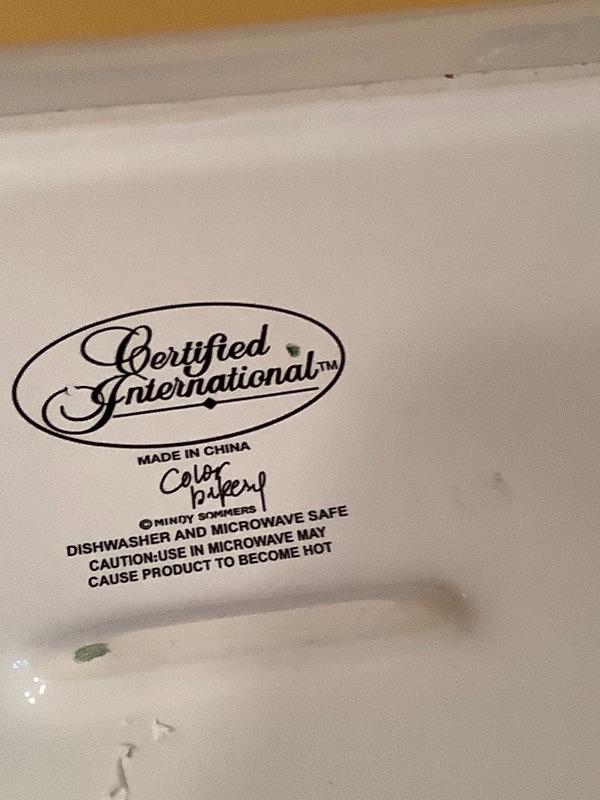 Certified
International™
MADE IN CHINA
Color
bakery
© MINDY SOMMERS
DISHWASHER AND MICROWAVE SAFE
CAUTION:USE IN MICROWAVE MAY
CAUSE PRODUCT TO BECOME HOT